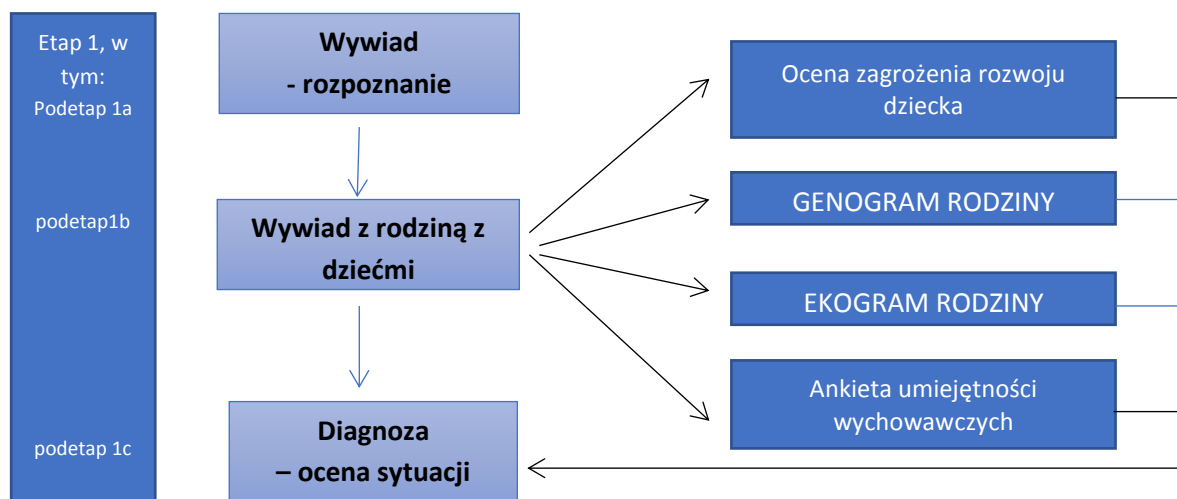 Etap 1, w
tym:
Podetap 1a
podetap1b
podetap 1c
Wywiad
- rozpoznanie
Wywiad z rodziną z
dziećmi
Diagnoza
– ocena sytuacji
Ocena zagrożenia rozwoju
dziecka
GENOGRAM RODZINY
EKOGRAM RODZINY
Ankieta umiejętności
wychowawczych